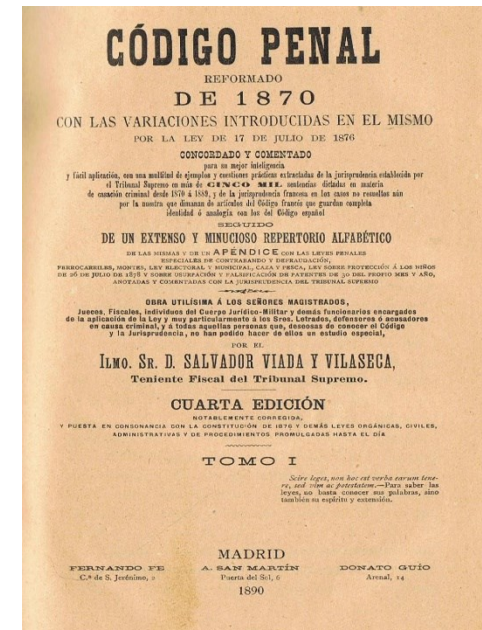 CÓDIGO PENAL
REFORMADO
DE 1870
CON LAS VARIACIONES INTRODUCIDAS EN EL MISMO
POR LA LEY DE 17 DE JULIO DE 1876
CONCORDADO Y COMENTADO
para su mejor inteligencia
y fácil aplicación, con una multitud de ejemplos y cuestiones prácticas extractadas de la jurisprudencia establecida por
el Tribunal Supremo en más de CINCO MIL sentencias dictadas en materia
de casación criminal desde 1870 á 1889, y de la jurisprudencia francesa en los casos no resueltos aún
por la nuestra que dimanan de artículos del Código francés que guardan completa
identidad ó analogía con los del Código español
SEGUIDO
DE UN EXTENSO Y MINUCIOSO REPERTORIO ALFABÉTICO
DE LAS MISMAS Y DE UN APÉNDICE CON LAS LEYES PENALES
ESPECIALES DE CONTRABANDO Y DEFRAUDACIÓN,
FERROCARRILES, MONTES, LEY ELECTORAL Y MUNICIPAL, CAZA Y PESCA, LEY SOBRE PROTECCIÓN Á LOS NIÑOS
DE 26 DE JULIO DE 1878 Y SOBRE USURPACIÓN Y FALSIFICACIÓN DE PATENTES DE 30 DEL PROPIO MES Y AÑO,
ANOTADAS Y COMENTADAS CON LA JURISPRUDENCIA DEL TRIBUNAL SUPREMO
OBRA UTILÍSIMA Á LOS SEÑORES MAGISTRADOS,
Jueces, Fiscales, individuos del Cuerpo Jurídico-Militar y demás funcionarios encargados
de la aplicación de la Ley y muy particularmente á los Sres. Letrados, defensores ó acusadores
en causa criminal, y á todas aquellas personas que, deseosas de conocer el Código
y la Jurisprudencia, no han podido hacer de ellos un estudio especial,
POR EL
ILMO. SR. D. SALVADOR VIADA Y VILASECA,
Teniente Fiscal del Tribunal Supremo.
CUARTA EDICIÓN
NOTABLEMENTE CORREGIDA,
Y PUESTA EN CONSONANCIA CON LA CONSTITUCIÓN DE 1876 Y DEMÁS LEYES ORGÁNICAS, CIVILES,
ADMINISTRATIVAS Y DE PROCEDIMIENTOS PROMULGADAS HASTA EL DÍA
TOMO I
Scire leges, non hoc est verba earum tene-
re, sed vim ac potestatem.—Para saber las
leyes, no basta conocer sus palabras, sino
también su espíritu y extensión.
MADRID
FERNANDO FE
C.ª de S. Jerónimo, 2
A. SAN MARTÍN
Puerta del Sol, 6
DONATO GUÍO
Arenal, 14
1890